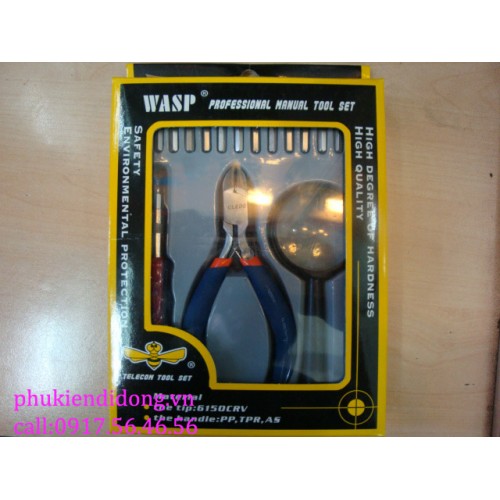 WASP ® PROFESSIONAL MANUAL TOOL SET
SAFETY
ENVIRONMENTAL PROTECTION
HIGH DEGREE OF HARDNESS
HIGH QUALITY
TELECOM TOOL SET
Material
the tip:6150CRV
the handle:PP,TPR,AS
phukiendidong.vn
call:0917.56.46.56